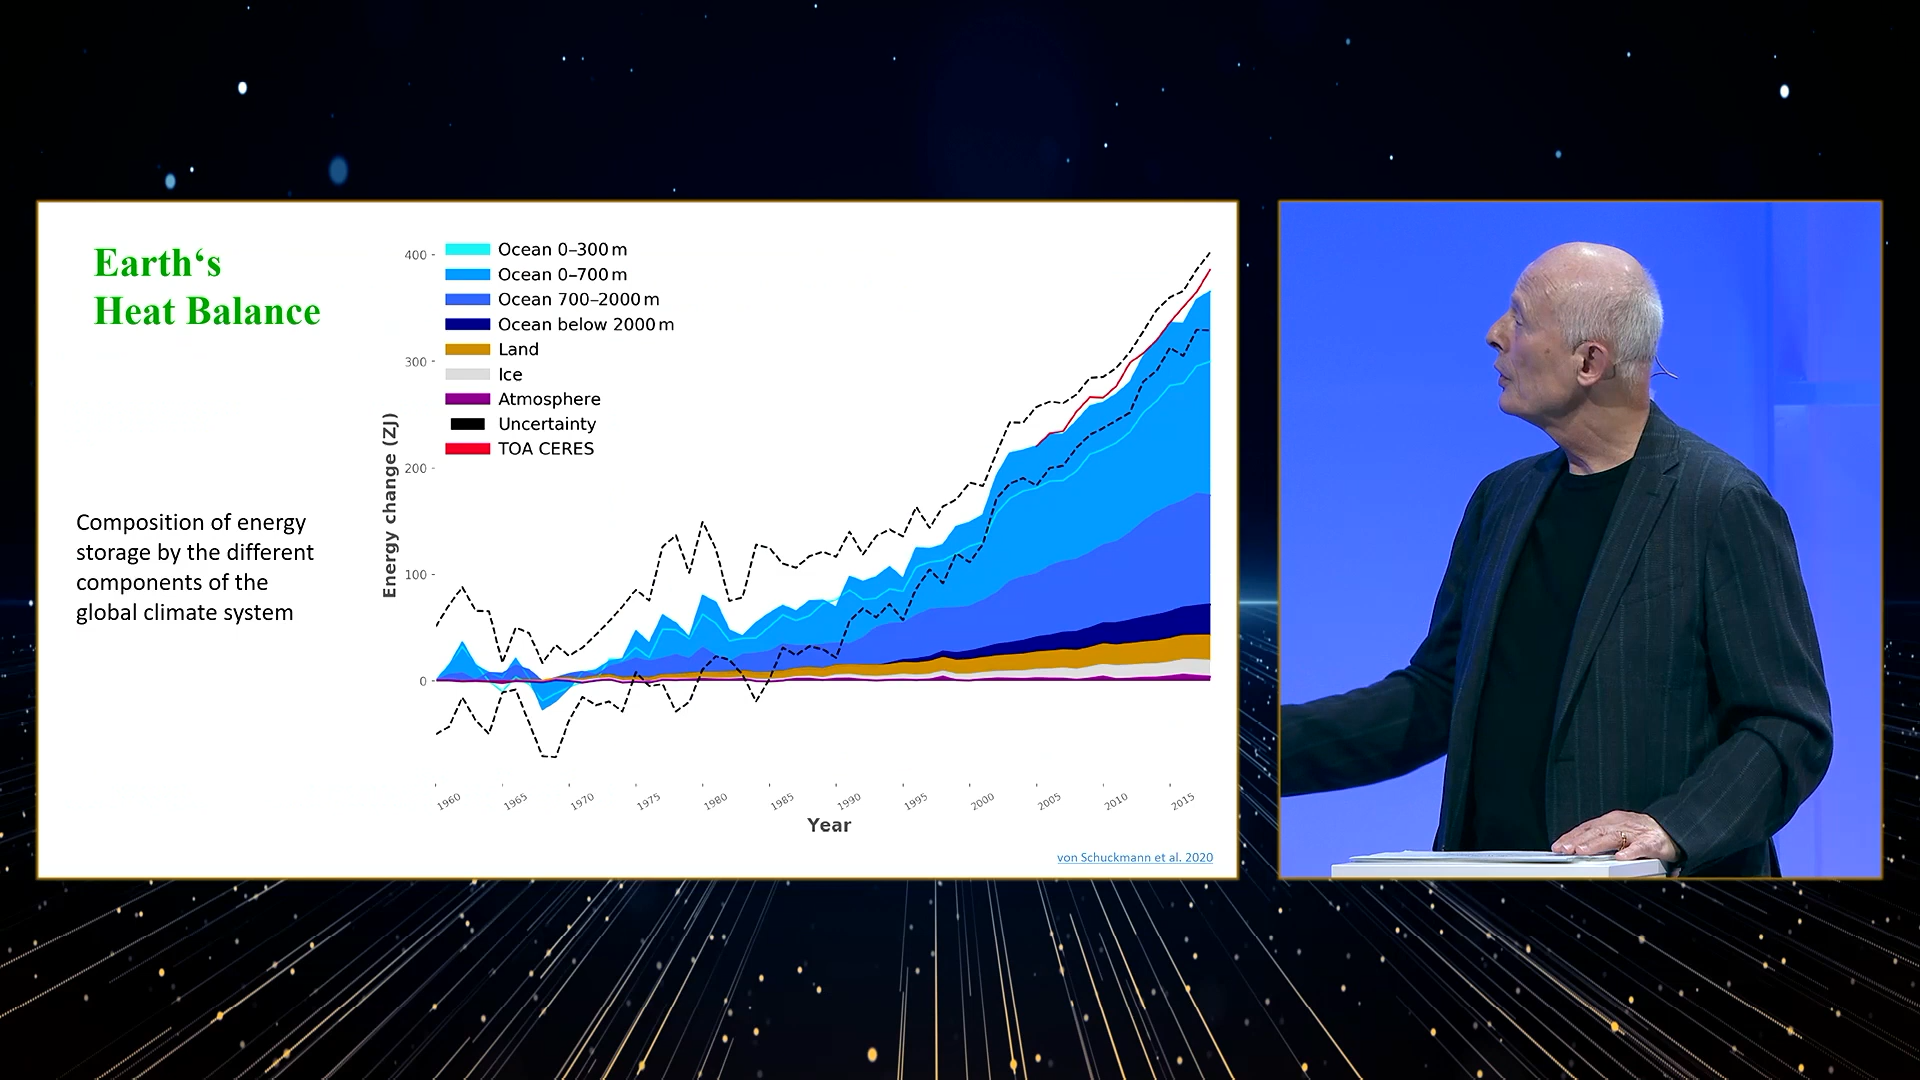 Earth‘s
Heat Balance
Composition of energy
storage by the different
components of the
global climate system
Ocean 0–300 m
Ocean 0–700 m
Ocean 700–2000 m
Ocean below 2000 m
Land
Ice
Atmosphere
Uncertainty
TOA CERES
Energy change (ZJ)
400
300
200
100
0
1960 1965 1970 1975 1980 1985 1990 1995 2000 2005 2010 2015
Year
von Schuckmann et al. 2020